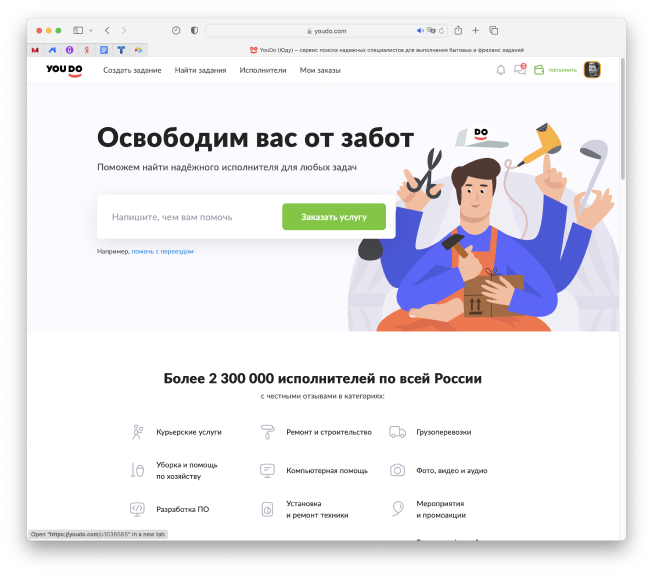 youdo.com
YouDo (Юду) – сервис поиска надежных специалистов для выполнения бытовых и фриланс заданий
YOU DO
Создать задание
Найти задания
Исполнители
Мои заказы
пополнить
Освободим вас от забот
DO
Поможем найти надёжного исполнителя для любых задач
Напишите, чем вам помочь
Заказать услугу
Например, помочь с переездом
Более 2 300 000 исполнителей по всей России
с честными отзывами в категориях:
Курьерские услуги
Ремонт и строительство
Грузоперевозки
Уборка и помощь
по хозяйству
Компьютерная помощь
Фото, видео и аудио
Разработка ПО
Установка
и ремонт техники
Мероприятия
и промоакции
Open "https://youdo.com/u1036565" in a new tab